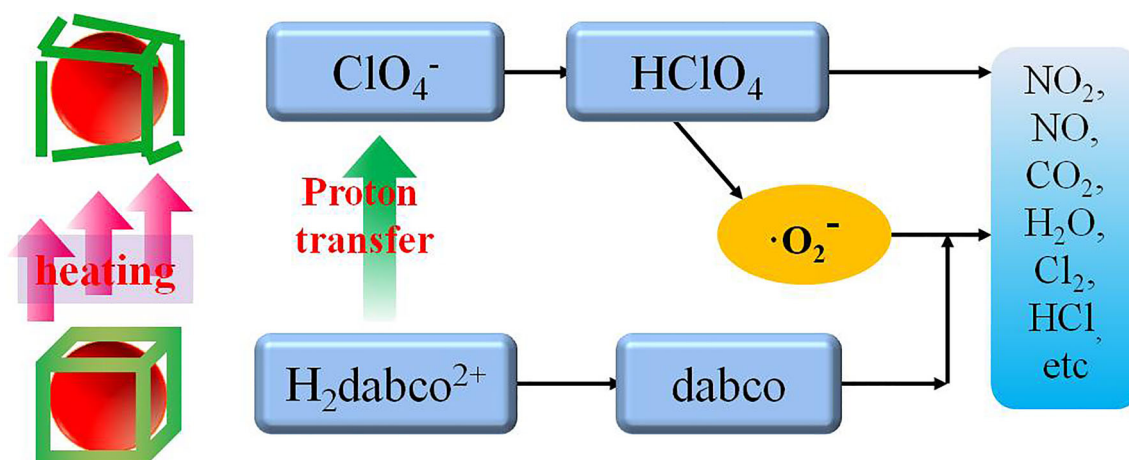 ClO₄⁻
HClO₄
Proton
transfer
heating
·O₂⁻
H₂dabco²⁺
dabco
NO₂,
NO,
CO₂,
H₂O,
Cl₂,
HCl,
etc